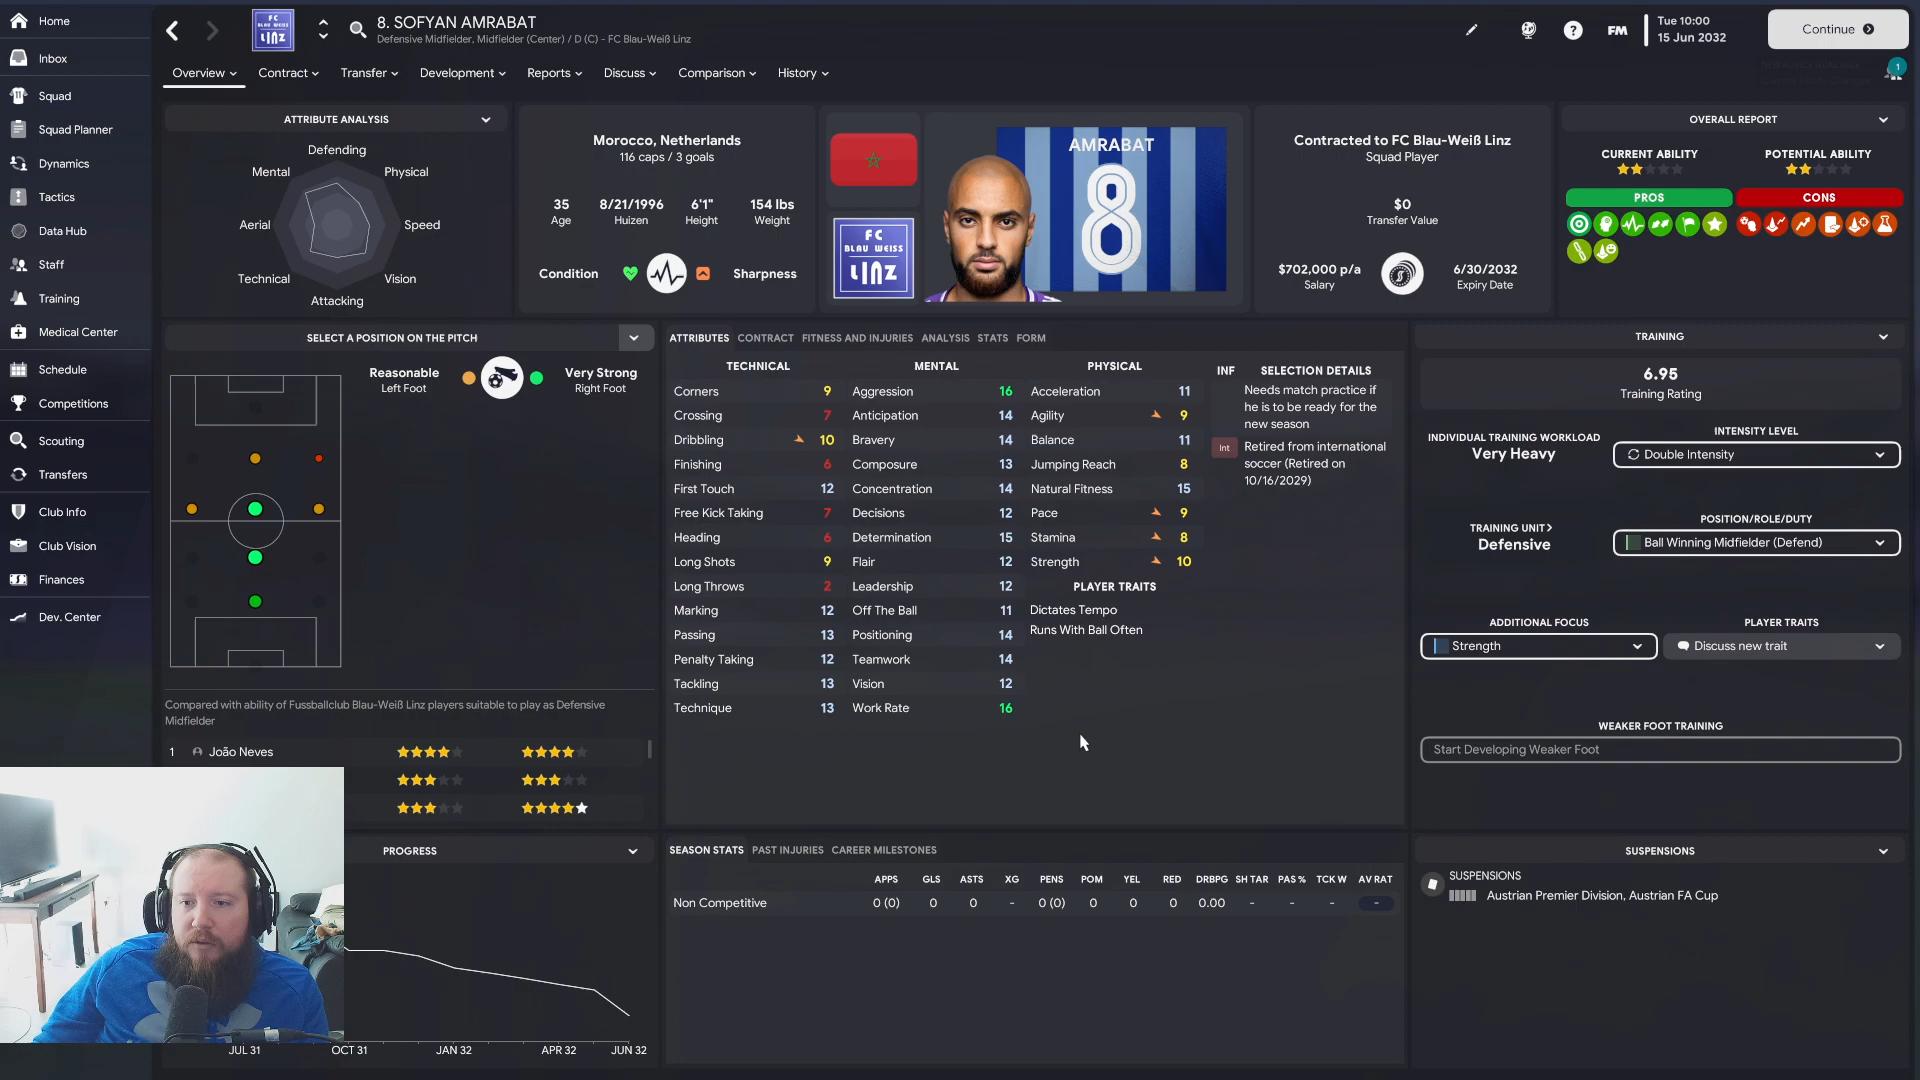 Home
Inbox
Squad
Squad Planner
Dynamics
Tactics
Data Hub
Staff
Training
Medical Center
Schedule
Competitions
Scouting
Transfers
Club Info
Club Vision
Finances
Dev. Center
FC
BLAU WEISS
LINZ
8. SOFYAN AMRABAT
Defensive Midfielder, Midfielder (Center) / D (C) - FC Blau-Weiß Linz
FM
Tue 10:00
15 Jun 2032
Continue
1
Overview
Contract
Transfer
Development
Reports
Discuss
Comparison
History
ATTRIBUTE ANALYSIS
Defending
Mental
Physical
Aerial
Speed
Technical
Vision
Attacking
Morocco, Netherlands
116 caps / 3 goals
35 8/21/1996 6'1" 154 lbs
Age Huizen Height Weight
Condition Sharpness
FC
BLAU WEISS
LINZ
AMRABAT
8
Contracted to FC Blau-Weiß Linz
Squad Player
$0
Transfer Value
$702,000 p/a 6/30/2032
Salary Expiry Date
OVERALL REPORT
CURRENT ABILITY POTENTIAL ABILITY
PROS CONS
SELECT A POSITION ON THE PITCH
Reasonable Very Strong
Left Foot Right Foot
Compared with ability of Fussballclub Blau-Weiß Linz players suitable to play as Defensive
Midfielder
1 João Neves
PROGRESS
JUL 31 OCT 31 JAN 32 APR 32 JUN 32
ATTRIBUTES CONTRACT FITNESS AND INJURIES ANALYSIS STATS FORM
TECHNICAL
Corners 9
Crossing 7
Dribbling 10
Finishing 6
First Touch 12
Free Kick Taking 7
Heading 6
Long Shots 9
Long Throws 2
Marking 12
Passing 13
Penalty Taking 12
Tackling 13
Technique 13
MENTAL
Aggression 16
Anticipation 14
Bravery 14
Composure 13
Concentration 14
Decisions 12
Determination 15
Flair 12
Leadership 12
Off The Ball 11
Positioning 14
Teamwork 14
Vision 12
Work Rate 16
PHYSICAL
Acceleration 11
Agility 9
Balance 11
Jumping Reach 8
Natural Fitness 15
Pace 9
Stamina 8
Strength 10
PLAYER TRAITS
Dictates Tempo
Runs With Ball Often
INF SELECTION DETAILS
Needs match practice if
he is to be ready for the
new season
Int Retired from international
soccer (Retired on
10/16/2029)
SEASON STATS PAST INJURIES CAREER MILESTONES
APPS GLS ASTS XG PENS POM YEL RED DRBPG SH TAR PAS % TCK W AV RAT
Non Competitive 0 (0) 0 0 - 0 (0) 0 0 0 0.00 - - - -
TRAINING
6.95
Training Rating
INDIVIDUAL TRAINING WORKLOAD
Very Heavy
INTENSITY LEVEL
Double Intensity
TRAINING UNIT>
Defensive
POSITION/ROLE/DUTY
Ball Winning Midfielder (Defend)
ADDITIONAL FOCUS
Strength
PLAYER TRAITS
Discuss new trait
WEAKER FOOT TRAINING
Start Developing Weaker Foot
SUSPENSIONS
SUSPENSIONS
Austrian Premier Division, Austrian FA Cup